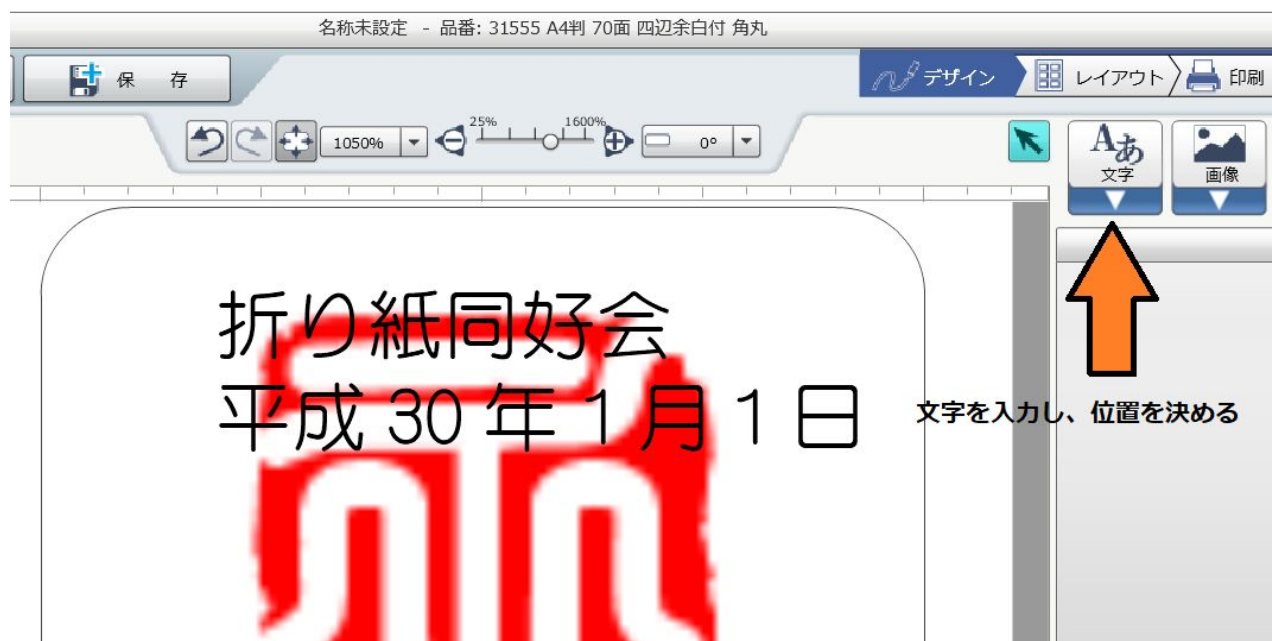 名称未設定 - 品番: 31555 A4判 70面 四辺余白付 角丸
保 存
デザイン
レイアウト
印刷
1050%
25%
1600%
0°
文字
画像
折り紙同好会
平成 30 年 1 月 1 日
文字を入力し、位置を決める